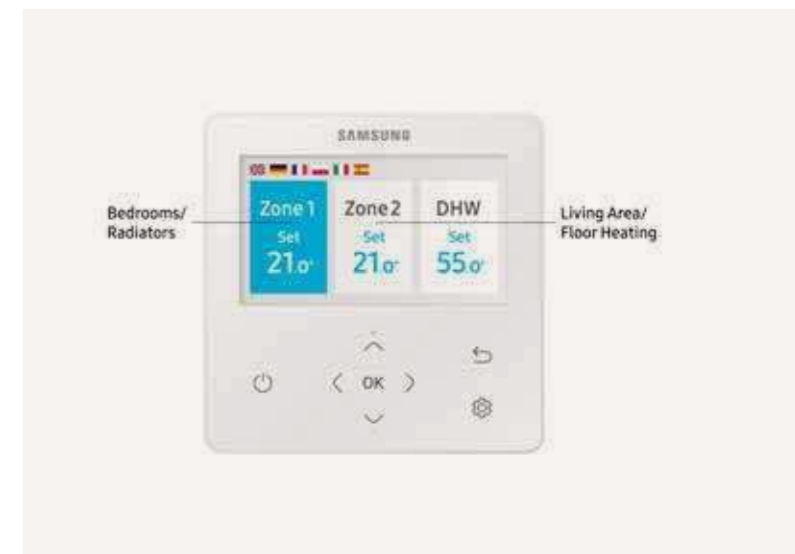 SAMSUNG
Zone 1 Zone 2 DHW
Bedrooms/ Living Area/
Radiators Floor Heating
Set Set Set
21.0° 21.0° 55.0°
OK